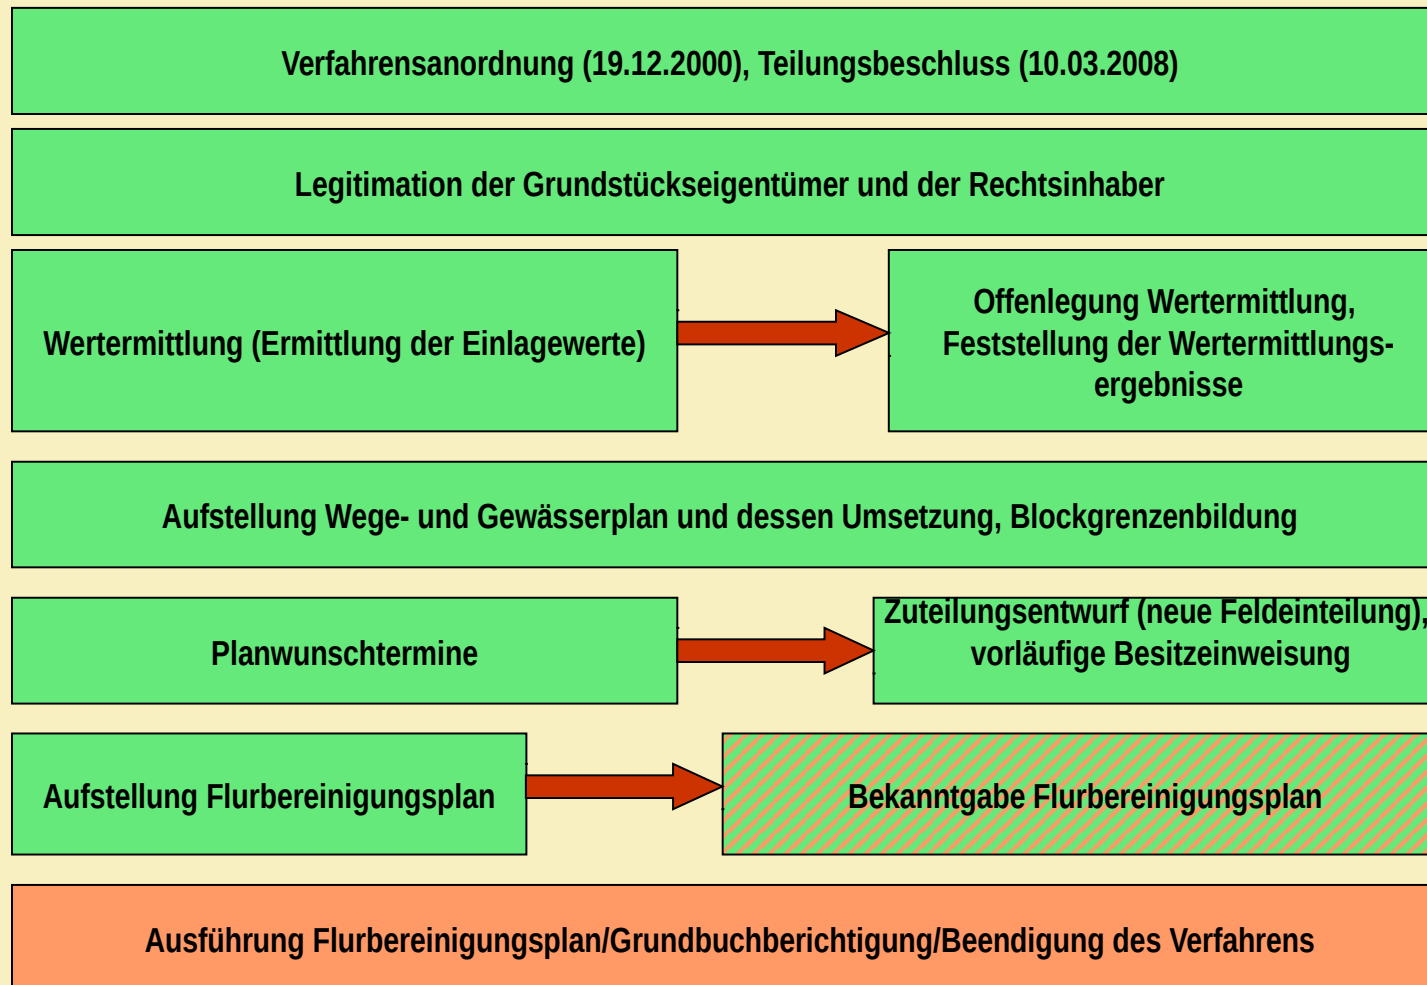 Verfahrensanordnung (19.12.2000), Teilungsbeschluss (10.03.2008)
Legitimation der Grundstückseigentümer und der Rechtsinhaber
Wertermittlung (Ermittlung der Einlagewerte)
Offenlegung Wertermittlung,
Feststellung der Wertermittlungs-
ergebnisse
Aufstellung Wege- und Gewässerplan und dessen Umsetzung, Blockgrenzenbildung
Planwunschtermine
Zuteilungsentwurf (neue Feldeinteilung),
vorläufige Besitzeinweisung
Aufstellung Flurbereinigungsplan
Bekanntgabe Flurbereinigungsplan
Ausführung Flurbereinigungsplan/Grundbuchberichtigung/Beendigung des Verfahrens